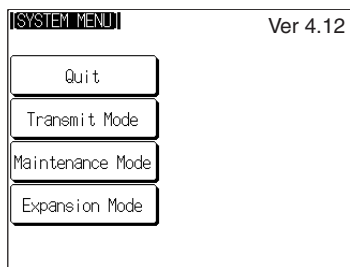 [SYSTEM MENU]
Ver 4.12
Quit
Transmit Mode
Maintenance Mode
Expansion Mode